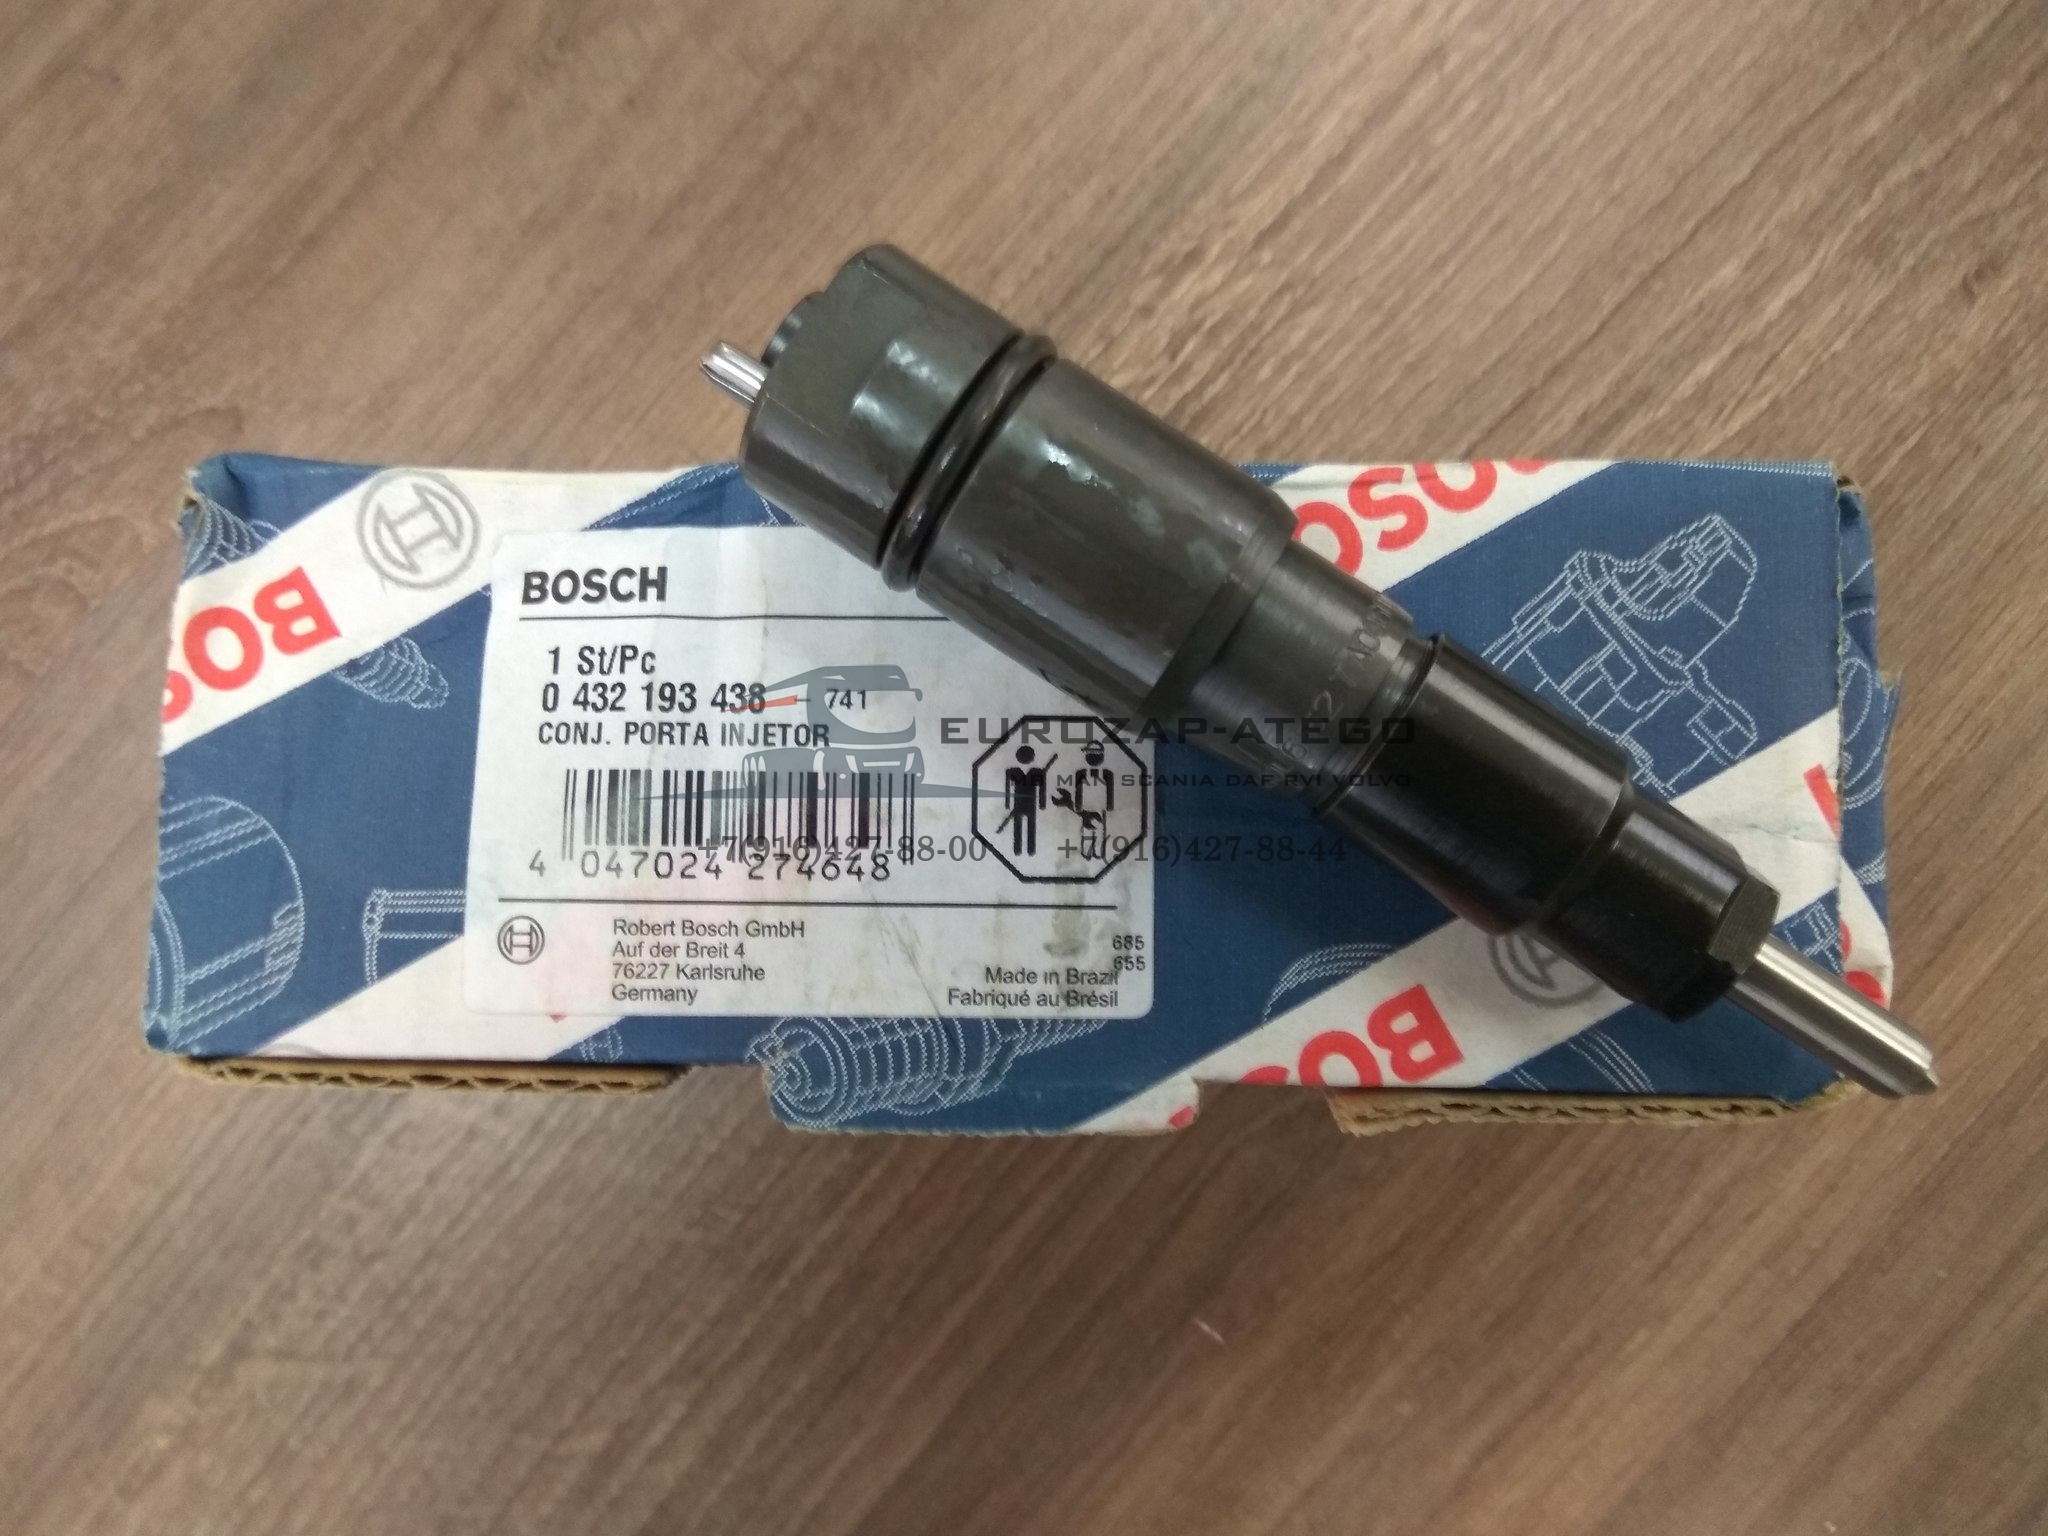 BOSCH
BOSCH
BOSCH
1 St/Pc
0 432 193 438 – 741
CONJ. PORTA INJETOR
EUROZAP-ATEGO
MB MAN SCANIA DAF RVI VOLVO
+7(916)427-88-00 +7(916)427-88-44
4 047024 274648
Robert Bosch GmbH
Auf der Breit 4
76227 Karlsruhe
Germany
685
655
Made in Brazil
Fabriqué au Brésil
BOSCH